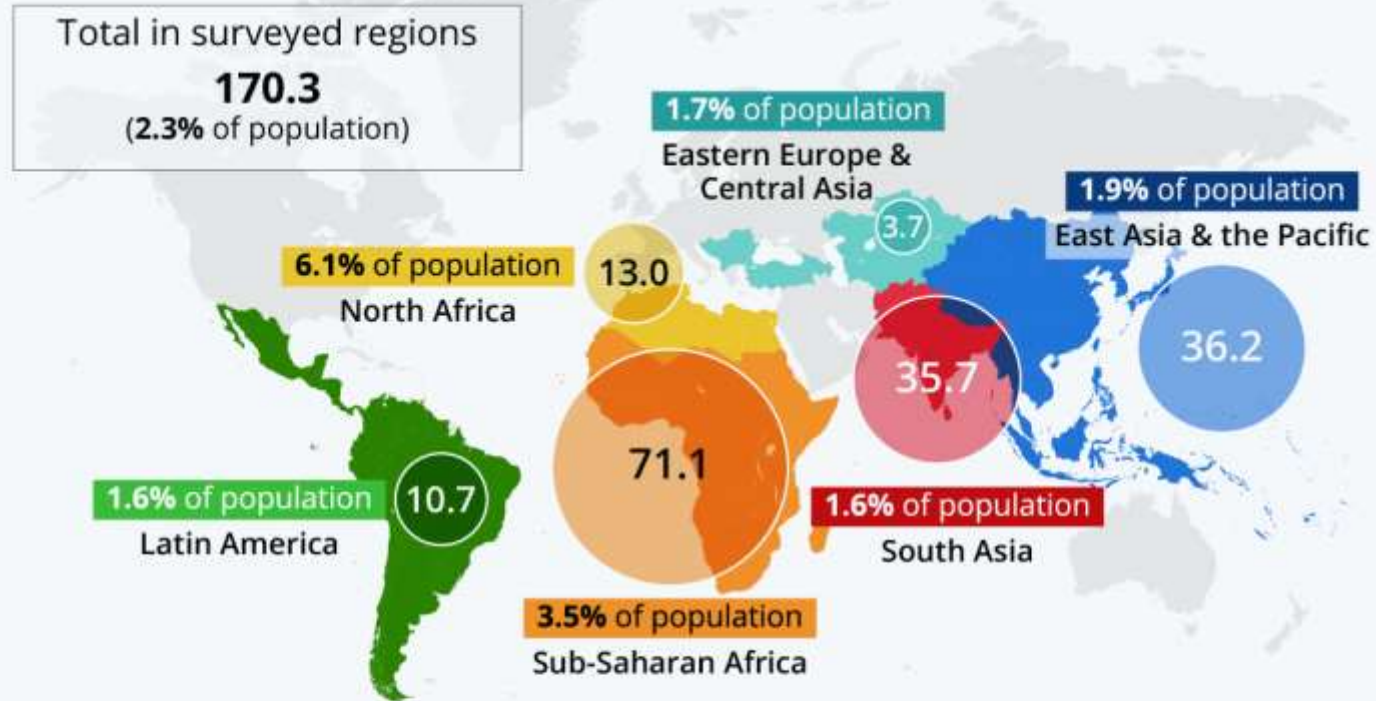 Total in surveyed regions
170.3
(2.3% of population)
1.7% of population
Eastern Europe &
Central Asia
3.7
1.9% of population
East Asia & the Pacific
36.2
6.1% of population
North Africa
13.0
35.7
1.6% of population
South Asia
71.1
3.5% of population
Sub-Saharan Africa
1.6% of population
Latin America
10.7